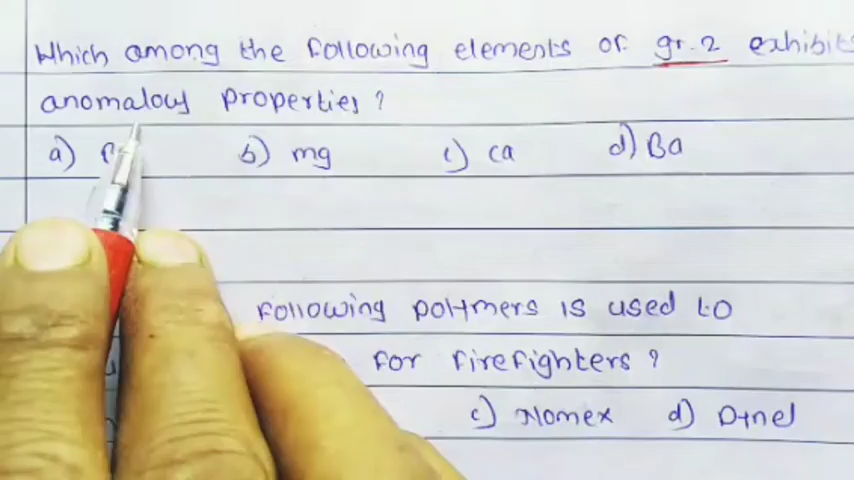 Which among the following elements of gr.2 exhibits
anomalous properties?
a) b) mg c) ca d) Ba
Following polymers is used to
for firefighters?
c) Nomex d) Dynel